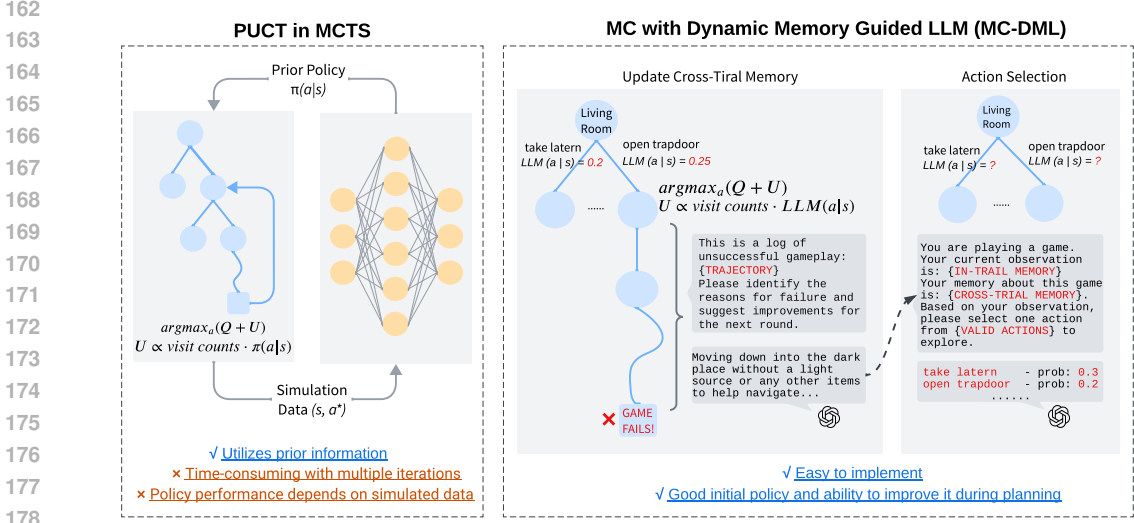 162
163
164
165
166
167
168
169
170
171
172
173
174
175
176
177
178
PUCT in MCTS
Prior Policy
π(a|s)
argmaxₐ(Q + U)
U ∝ visit counts · π(a|s)
Simulation
Data (s, a*)
√ Utilizes prior information
× Time-consuming with multiple iterations
× Policy performance depends on simulated data
MC with Dynamic Memory Guided LLM (MC-DML)
Update Cross-Tiral Memory
Living
Room
take latern
LLM (a | s) = 0.2
open trapdoor
LLM (a | s) = 0.25
......
argmaxₐ(Q + U)
U ∝ visit counts · LLM(a|s)
This is a log of
unsuccessful gameplay:
{TRAJECTORY}
Please identify the
reasons for failure and
suggest improvements for
the next round.
Moving down into the dark
place without a light
source or any other items
to help navigate...
× GAME
FAILS!
Action Selection
Living
Room
take latern
LLM (a | s) = ?
open trapdoor
LLM (a | s) = ?
......
You are playing a game.
Your current observation
is: {IN-TRAIL MEMORY}
Your memory about this game
is: {CROSS-TRIAL MEMORY}.
Based on your observation,
please select one action
from {VALID ACTIONS} to
explore.
take latern - prob: 0.3
open trapdoor - prob: 0.2
......
√ Easy to implement
√ Good initial policy and ability to improve it during planning